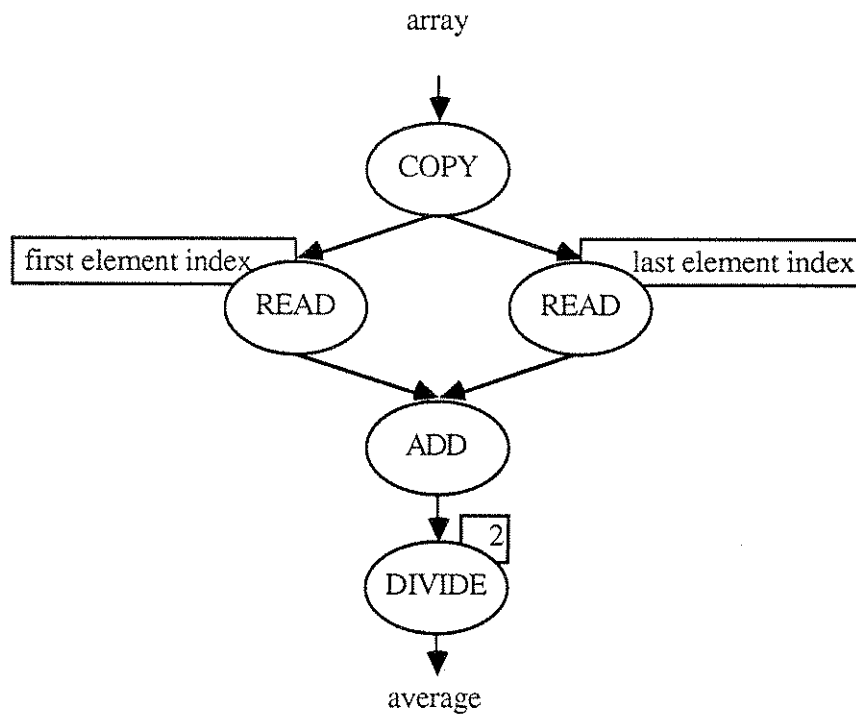 array
COPY
first element index
last element index
READ
READ
ADD
2
DIVIDE
average